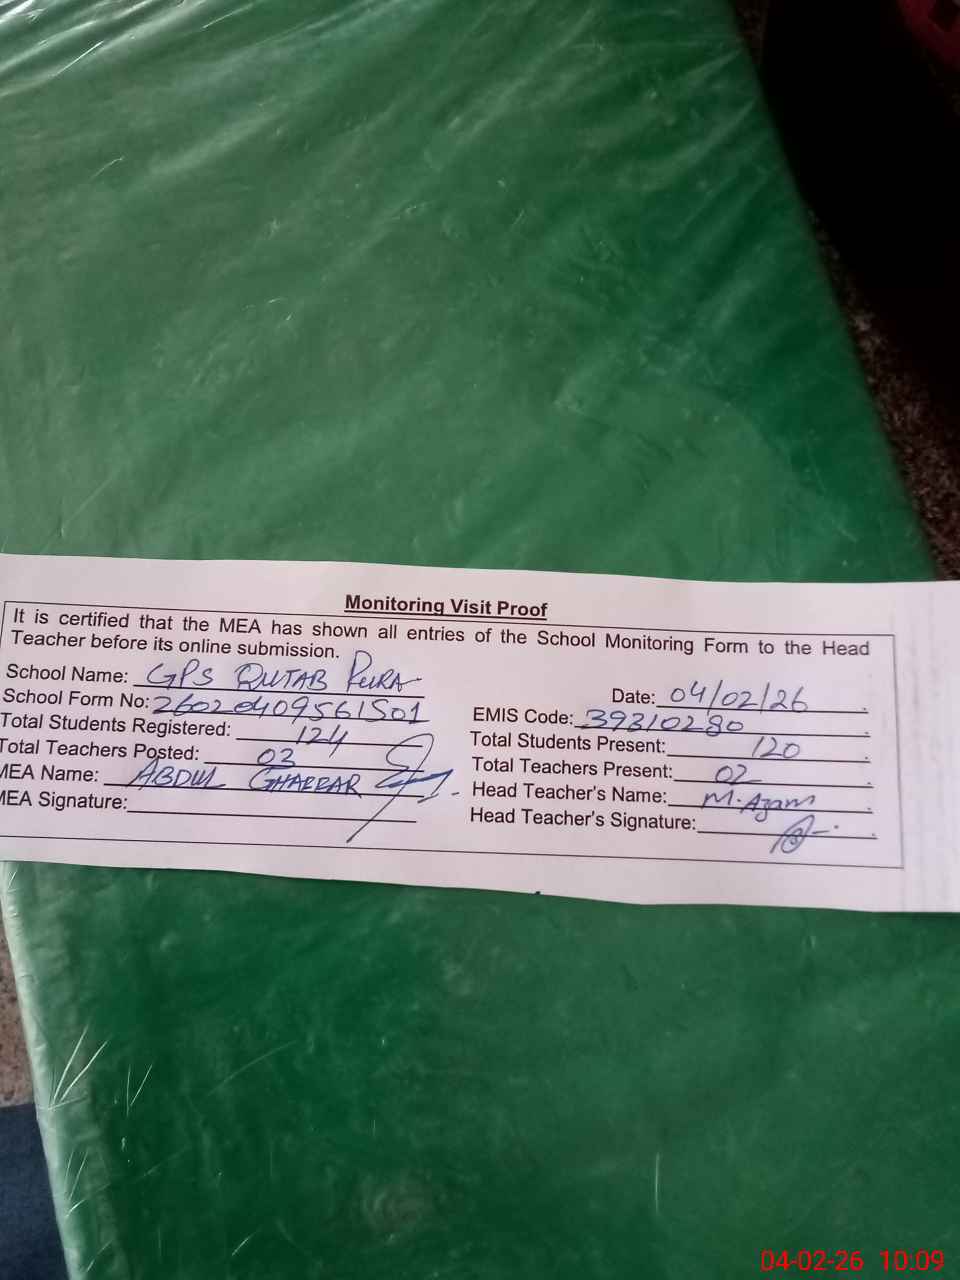 Monitoring Visit Proof
It is certified that the MEA has shown all entries of the School Monitoring Form to the Head
Teacher before its online submission.
School Name: GPS QUTAB PURA
Date: 04/02/26
School Form No: 26020409561501
EMIS Code: 39310280
Total Students Registered: 124
Total Students Present: 120
Total Teachers Posted: 03
Total Teachers Present: 02
MEA Name: ABDUL GHAFFAR
Head Teacher's Name: M. Azam
MEA Signature:
Head Teacher's Signature:
04-02-26 10:09